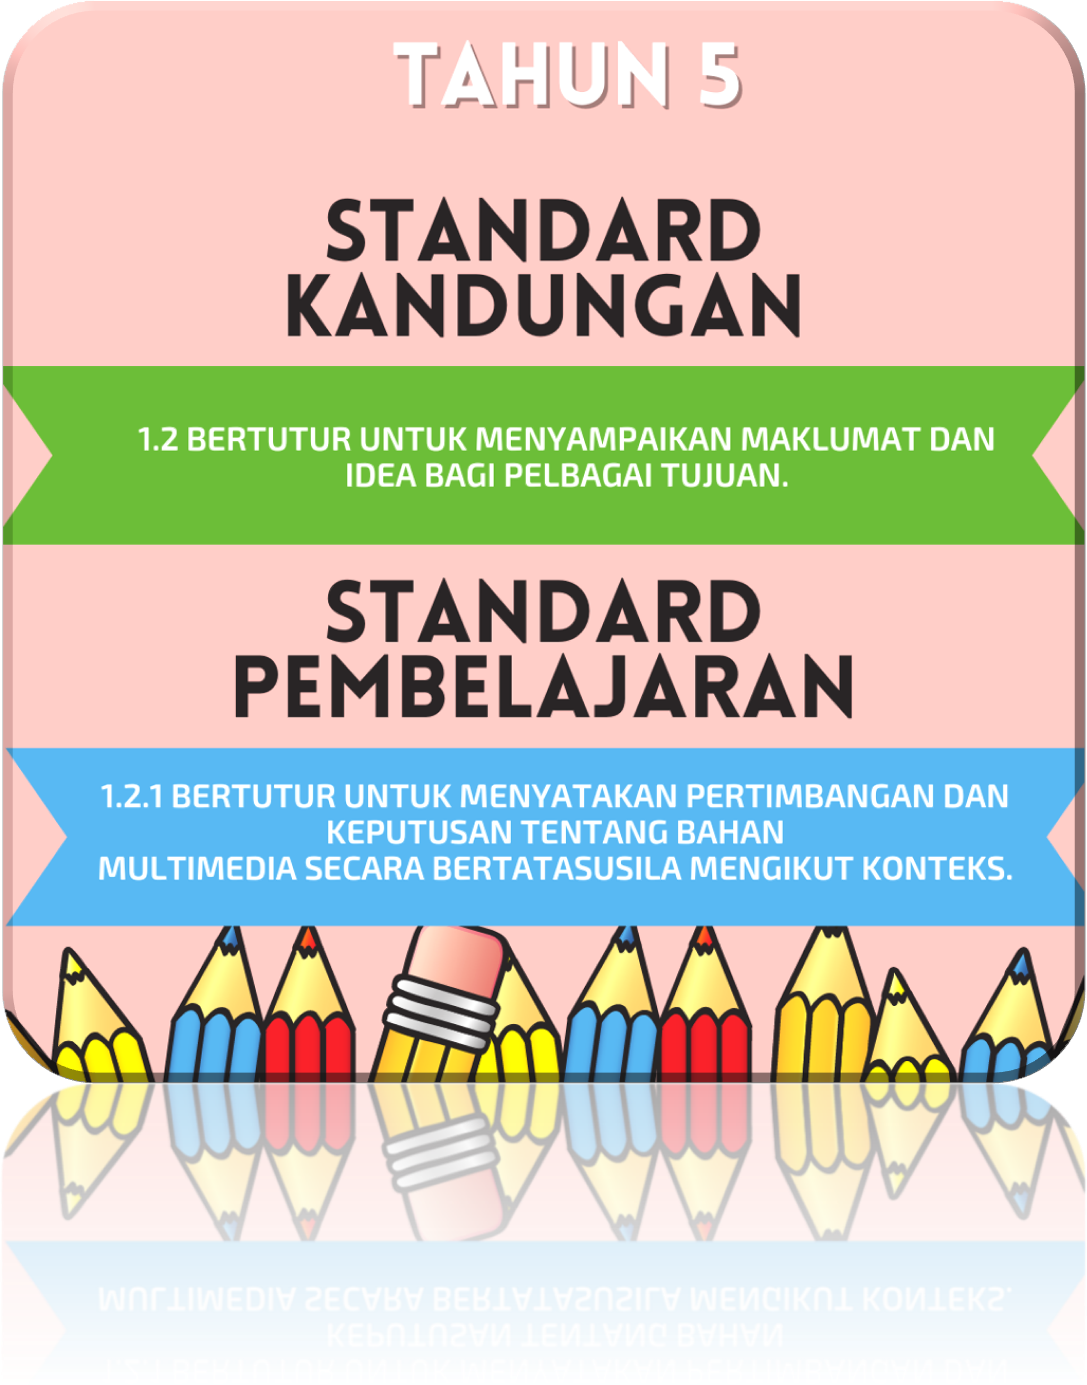 TAHUN 5
STANDARD
KANDUNGAN
1.2 BERTUTUR UNTUK MENYAMPAIKAN MAKLUMAT DAN
IDEA BAGI PELBAGAI TUJUAN.
STANDARD
PEMBELAJARAN
1.2.1 BERTUTUR UNTUK MENYATAKAN PERTIMBANGAN DAN
KEPUTUSAN TENTANG BAHAN
MULTIMEDIA SECARA BERTATASUSILA MENGIKUT KONTEKS.